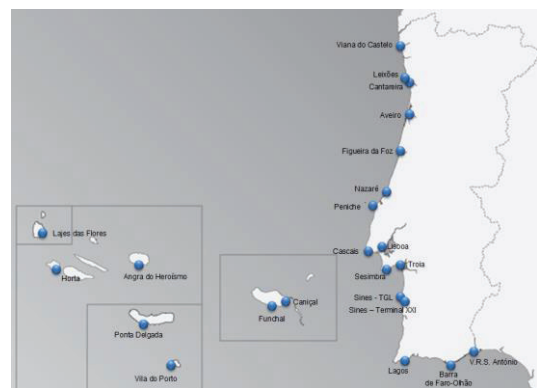 Viana do Castelo
Leixões
Cantareira
Aveiro
Figueira da Foz
Nazaré
Peniche
Lajes das Flores
Cascais
Lisboa
Horta
Angra do Heroísmo
Sesimbra
Troia
Caniçal
Funchal
Sines - TGL
Sines – Terminal XXI
Ponta Delgada
Vila do Porto
Lagos
Barra
de Faro-Olhão
V.R.S. António